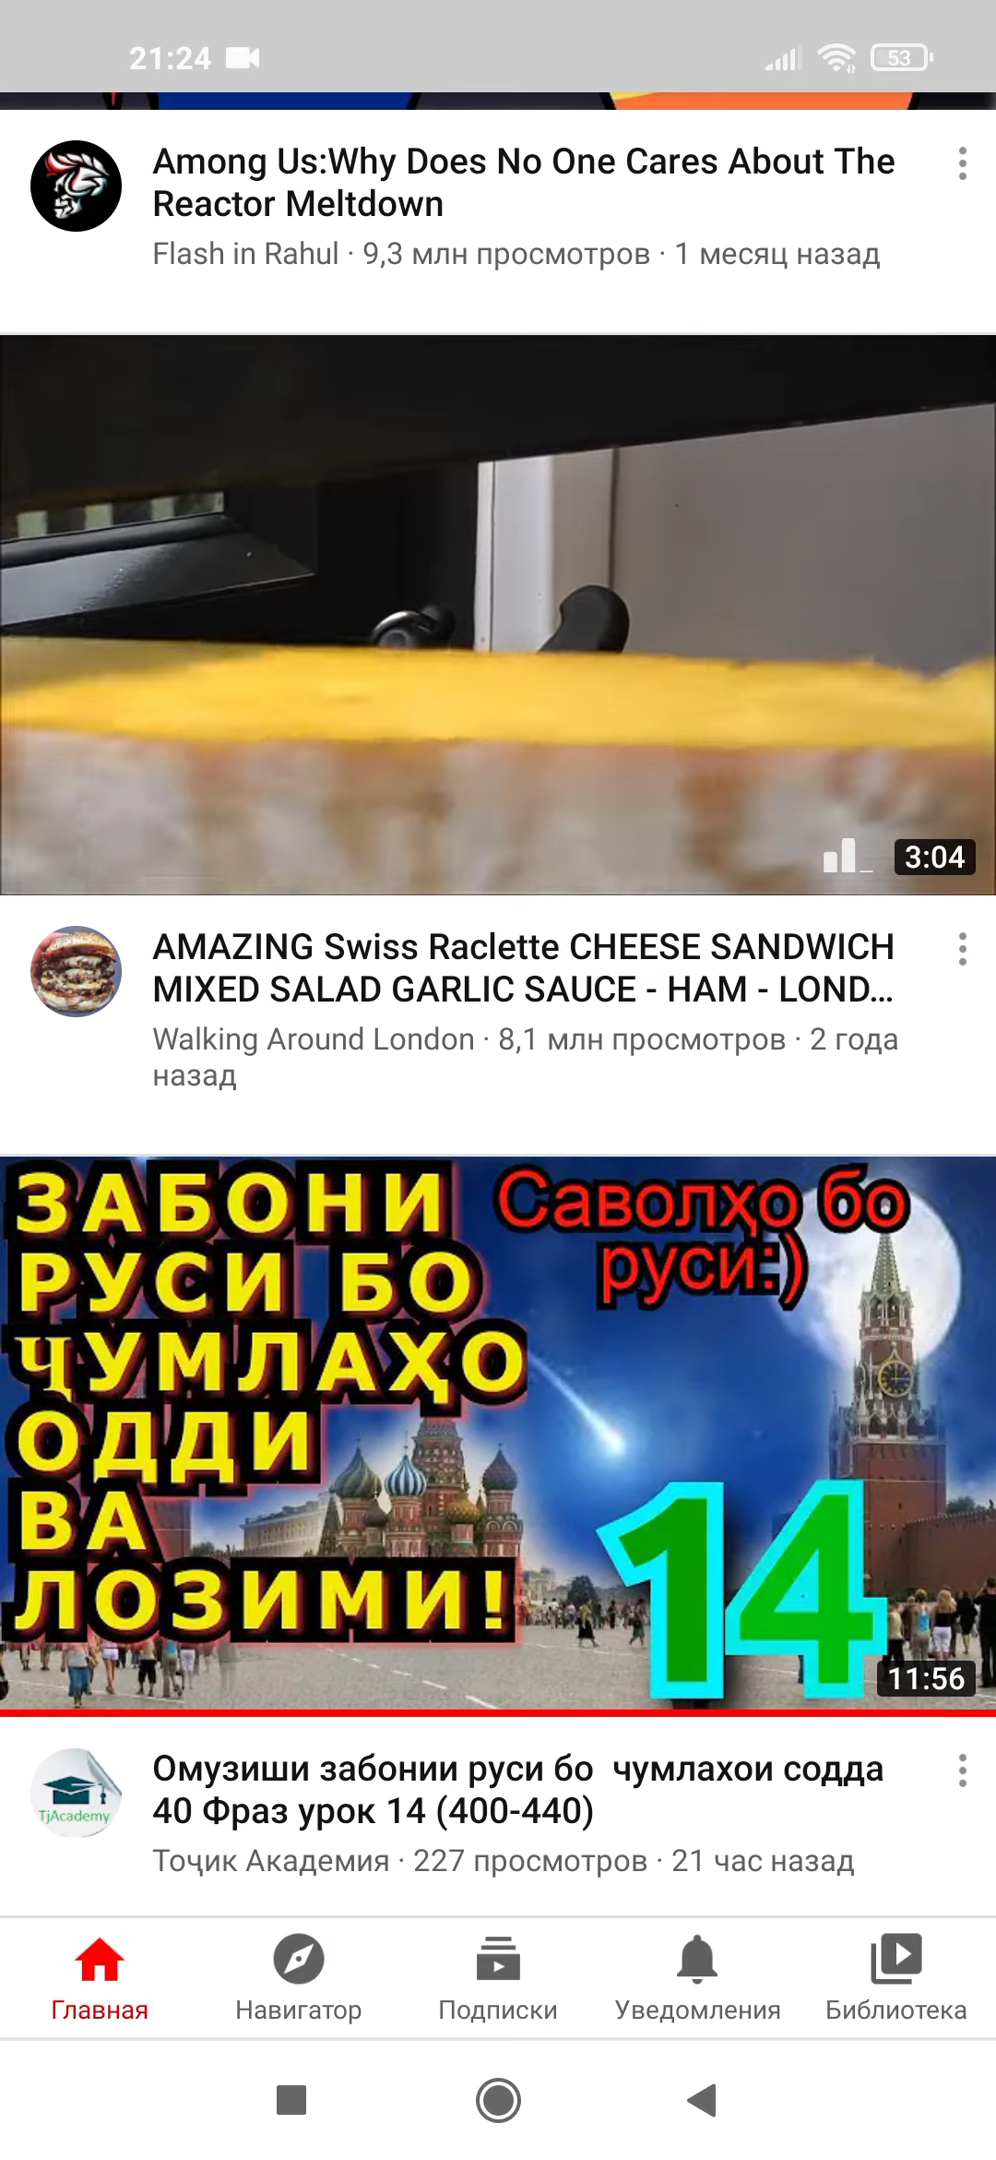 21:24
53
Among Us:Why Does No One Cares About The
Reactor Meltdown
Flash in Rahul · 9,3 млн просмотров · 1 месяц назад
3:04
AMAZING Swiss Raclette CHEESE SANDWICH
MIXED SALAD GARLIC SAUCE - HAM - LOND...
Walking Around London · 8,1 млн просмотров · 2 года
назад
ЗАБОНИ
РУСИ БО
ҶУМЛАҲО
ОДДИ
ВА
ЛОЗИМИ!
Саволҳо бо
руси:)
14
11:56
TjAcademy
Омузиши забонии руси бо чумлахои содда
40 Фраз урок 14 (400-440)
Тоҷик Академия · 227 просмотров · 21 час назад
Главная
Навигатор
Подписки
Уведомления
Библиотека